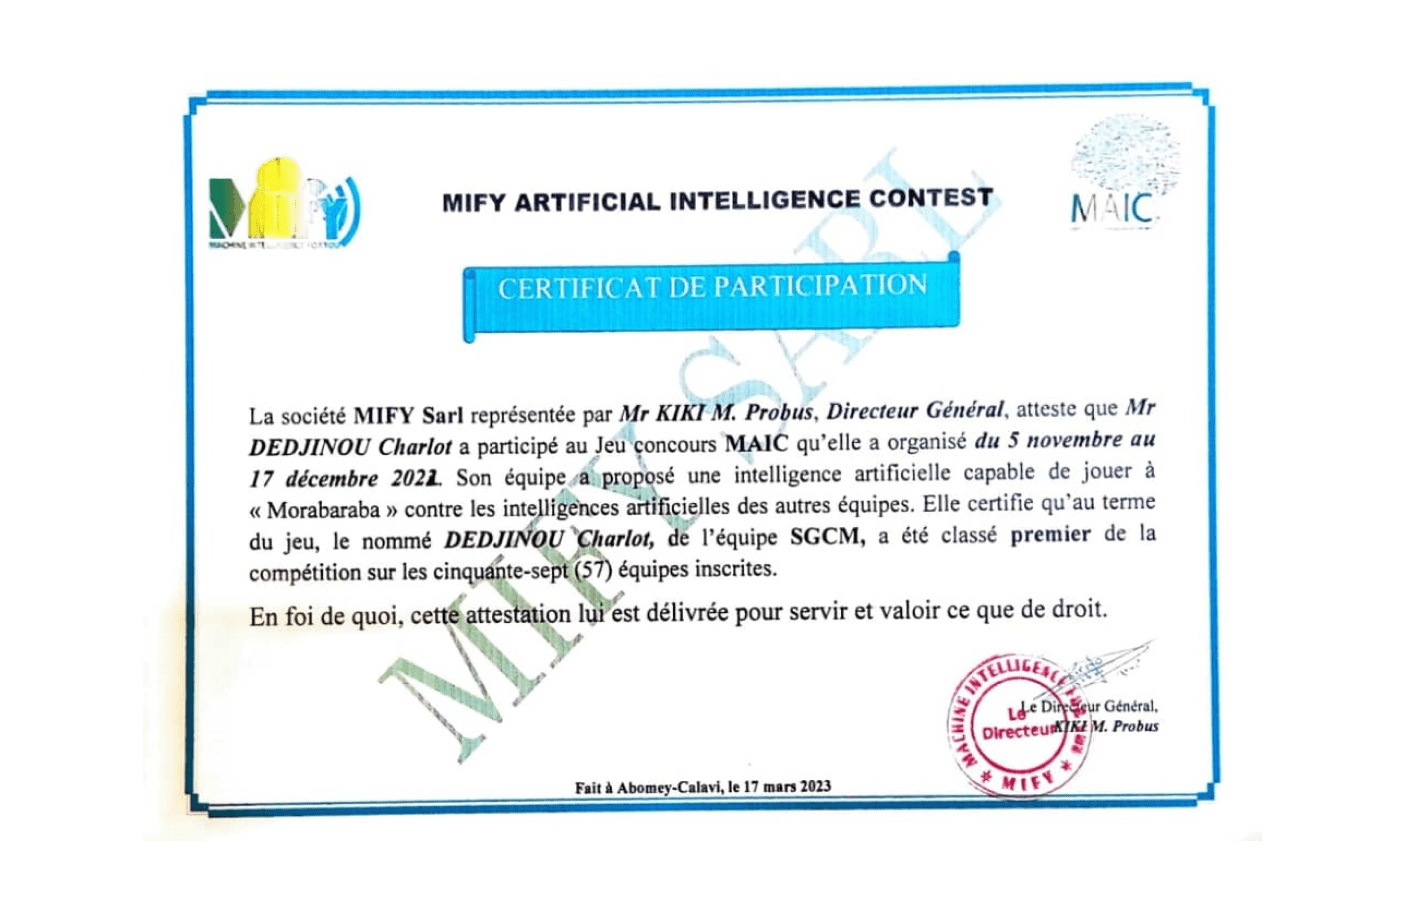 MIFY
MACHINE INTELLIGENCE FOR YOU
MIFY ARTIFICIAL INTELLIGENCE CONTEST
MAIC
CERTIFICAT DE PARTICIPATION
La société MIFY Sarl représentée par Mr KIKI M. Probus, Directeur Général, atteste que Mr
DEDJINOU Charlot a participé au Jeu concours MAIC qu'elle a organisé du 5 novembre au
17 décembre Son équipe a proposé une intelligence artificielle capable de jouer à
« Morabaraba » contre les intelligences artificielles des autres équipes. Elle certifie qu'au terme
du jeu, le nommé DEDJINOU Charlot, de l'équipe SGCM, a été classé premier de la
compétition sur les cinquante-sept (57) équipes inscrites.
En foi de quoi, cette attestation lui est délivrée pour servir et valoir ce que de droit.
MIFY SARL
MACHINE INTELLIGENCE FOR
Le
Directeur
MIFY
Le Directeur Général,
KIKI M. Probus
Fait à Abomey-Calavi, le 17 mars 2023